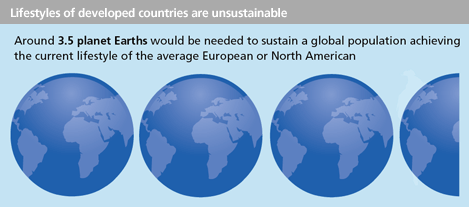 Lifestyles of developed countries are unsustainable
Around 3.5 planet Earths would be needed to sustain a global population achieving
the current lifestyle of the average European or North American